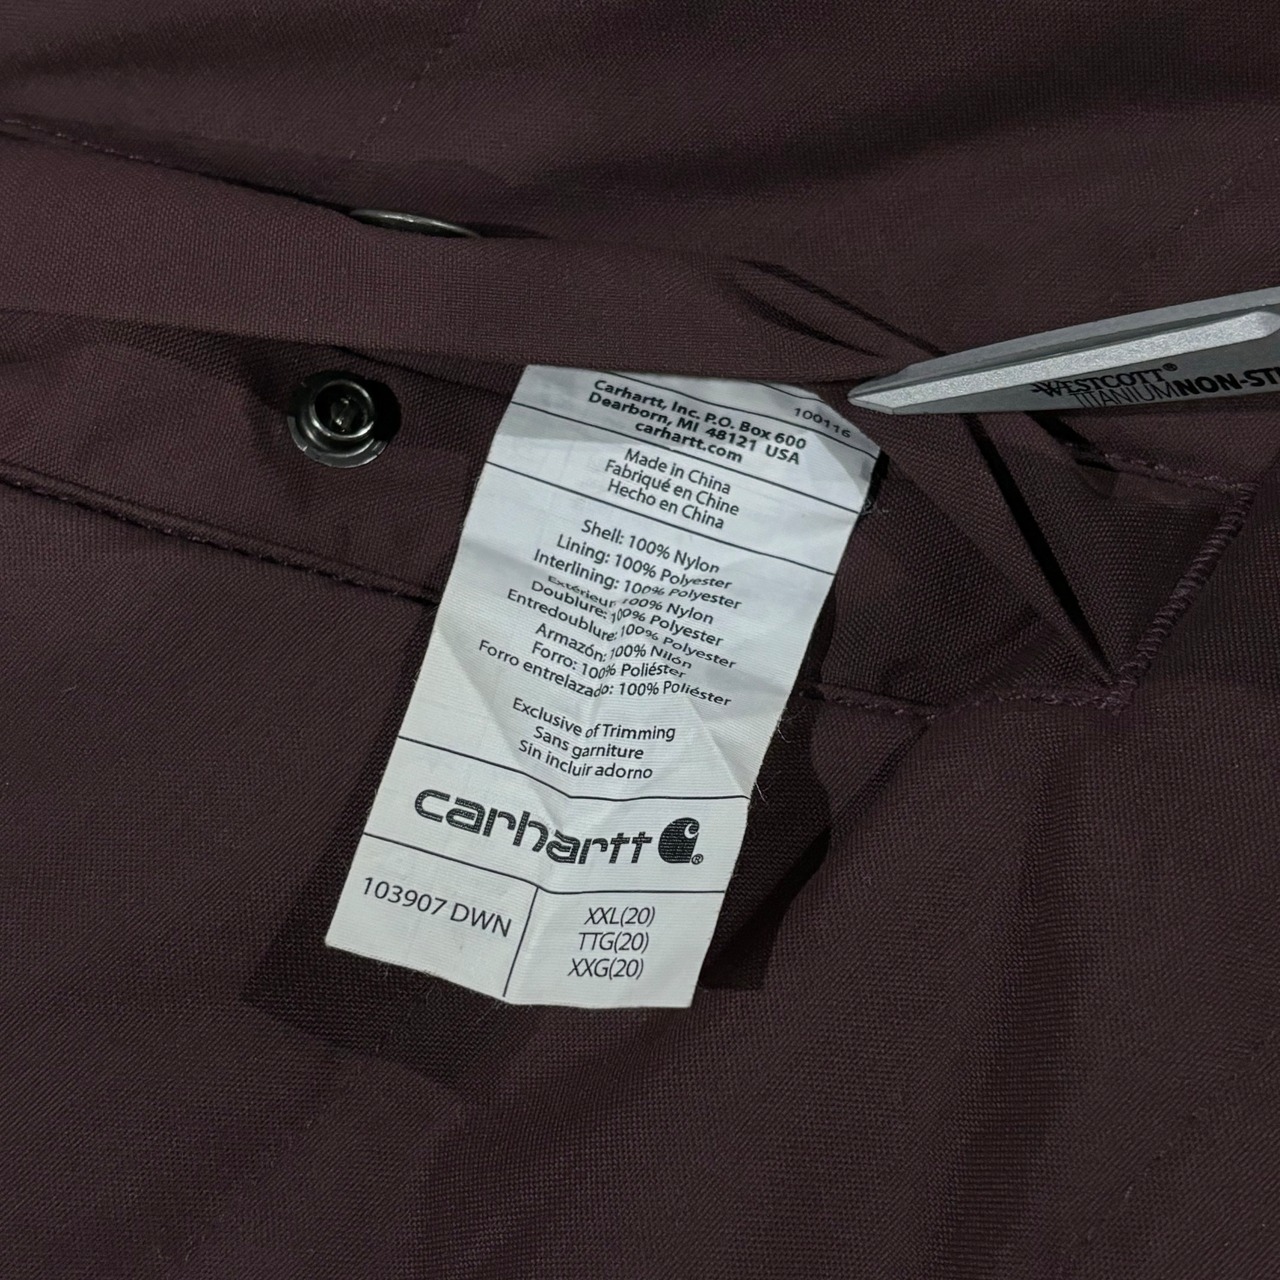 100116
Carhartt, Inc. P.O. Box 600
Dearborn, MI 48121 USA
carhartt.com
Made in China
Fabriqué en Chine
Hecho en China
Shell: 100% Nylon
Lining: 100% Polyester
Interlining: 100% Polyester
Extérieur: 100% Nylon
Doublure: 100% Polyester
Entredoublure: 100% Polyester
Armazón: 100% Nilón
Forro: 100% Poliéster
Forro entrelazado: 100% Poliéster
Exclusive of Trimming
Sans garniture
Sin incluir adorno
carhartt
103907 DWN
XXL(20)
TTG(20)
XXG(20)
WESTCOTT®
TITANIUM NON-ST